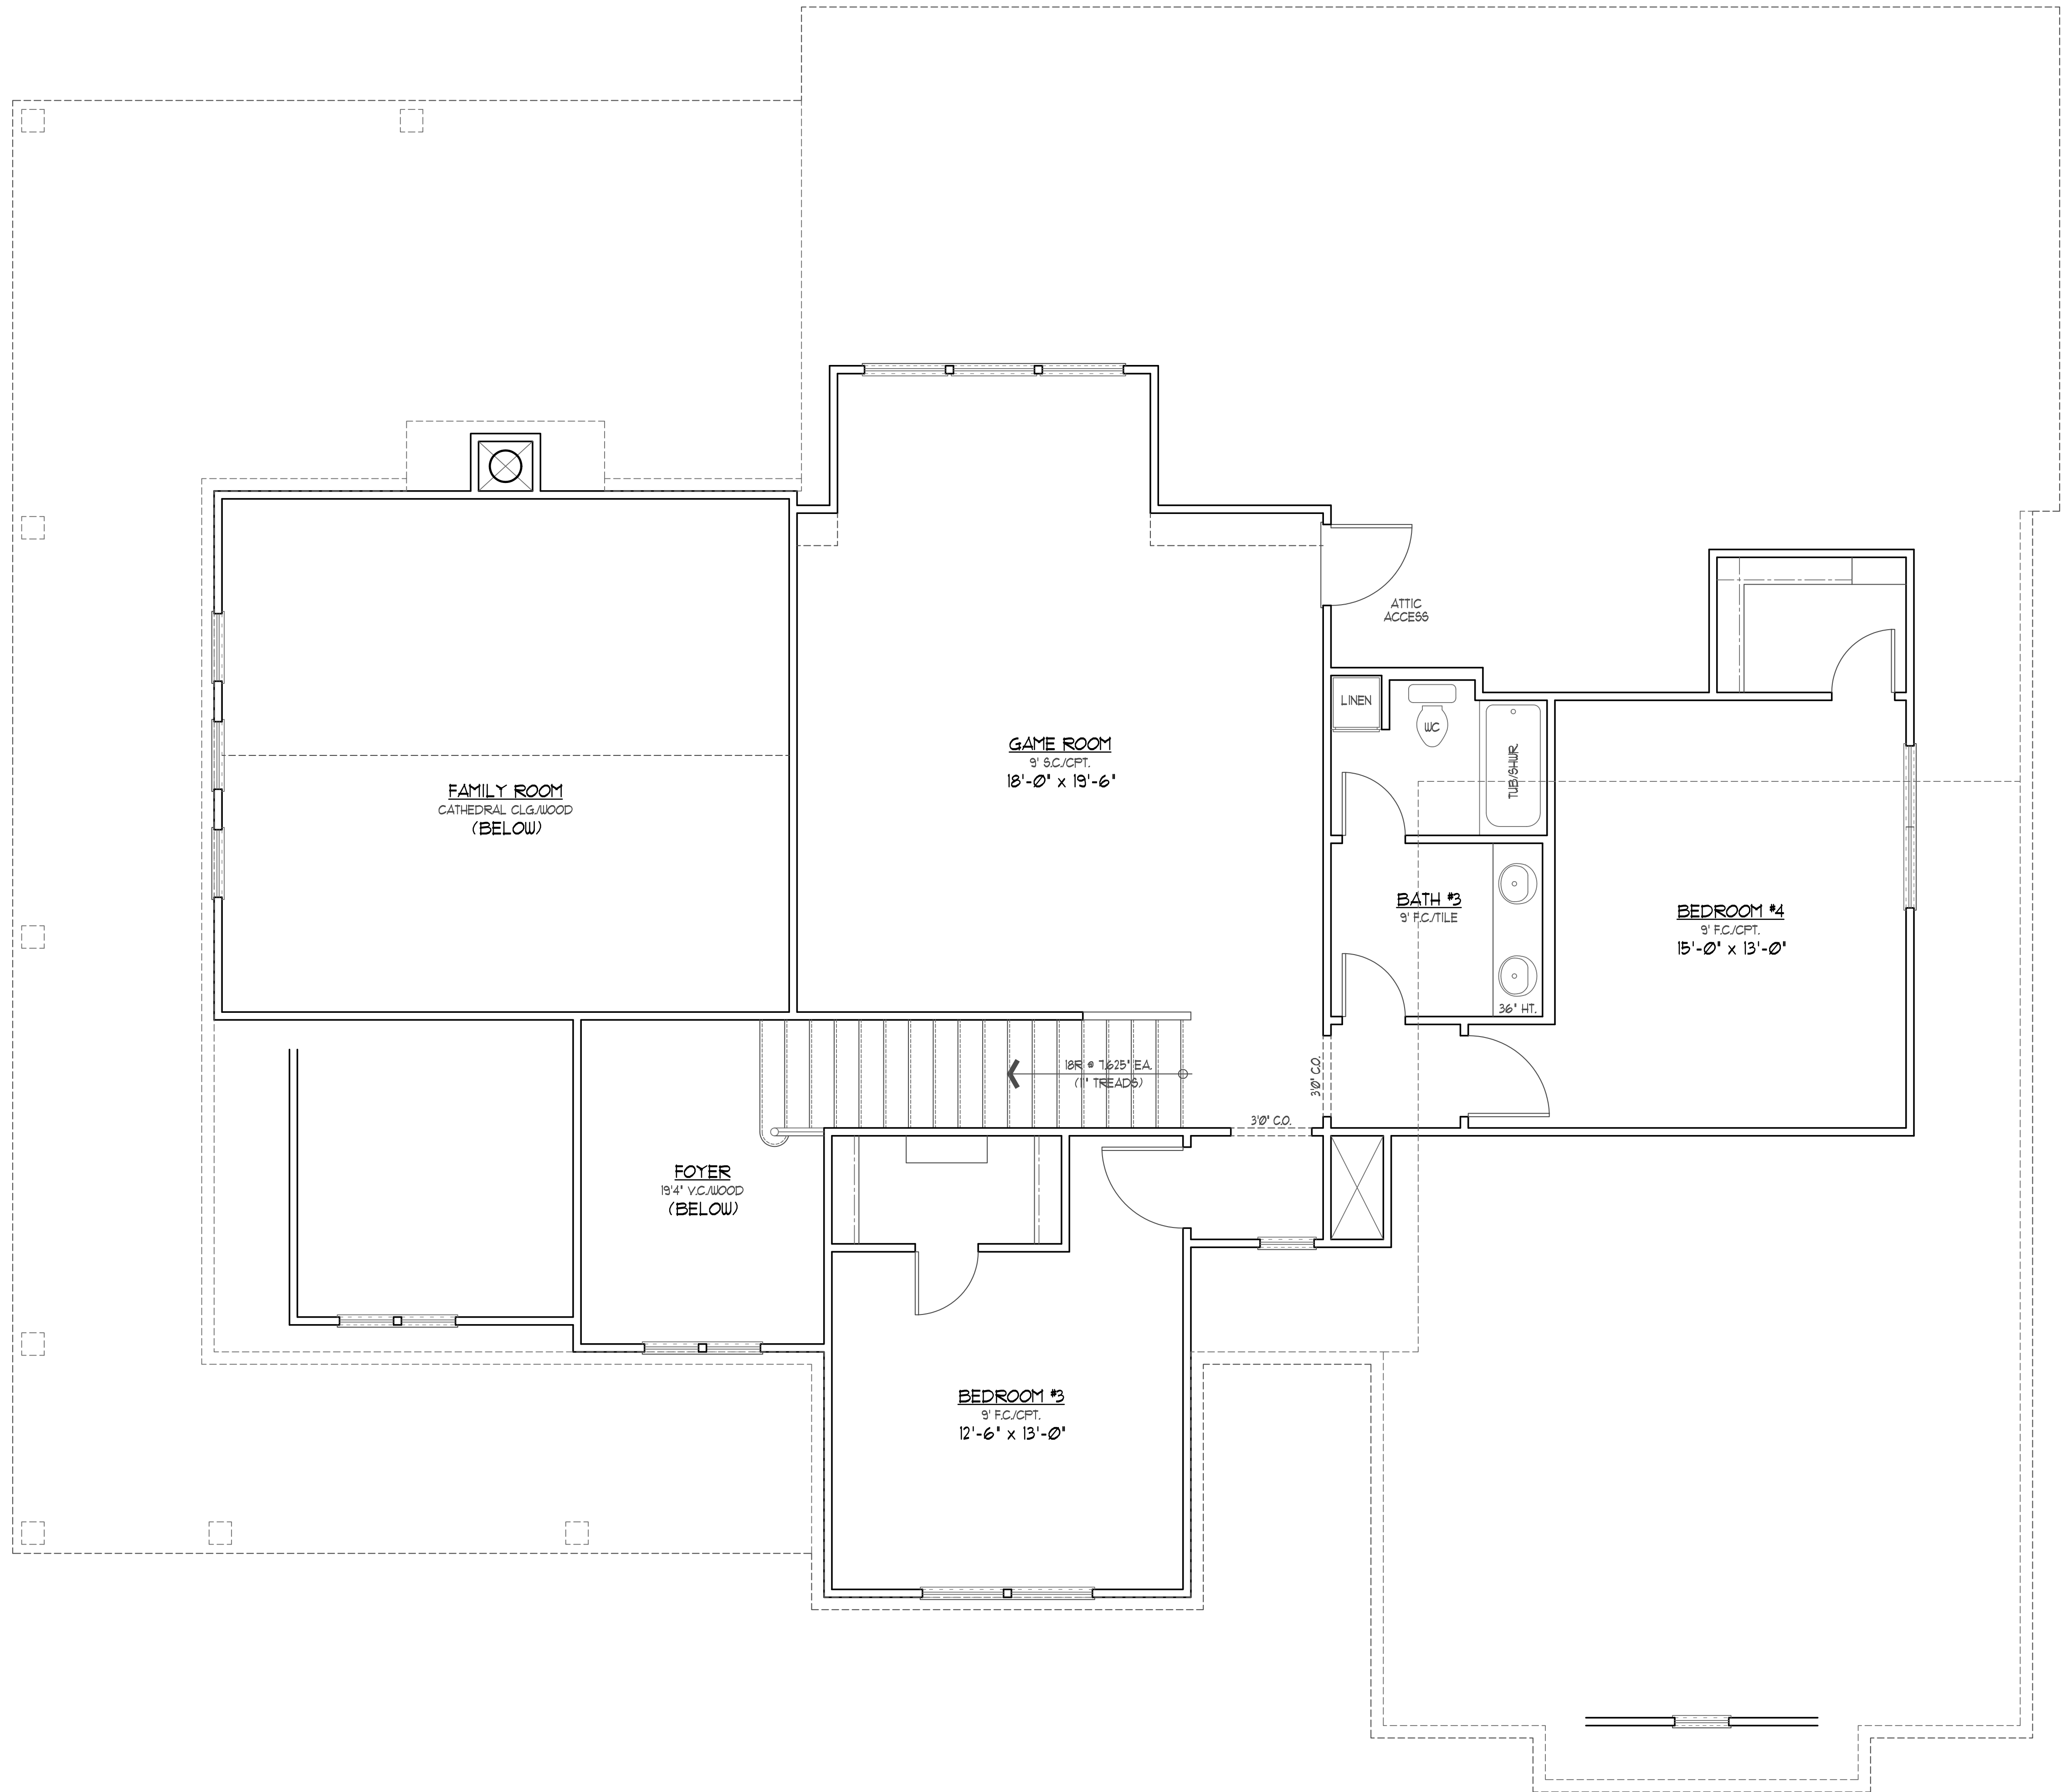 ATTIC
ACCESS
LINEN
WC
TUB/SHWR.
GAME ROOM
9' S.C./CPT.
18'-0" x 19'-6"
FAMILY ROOM
CATHEDRAL CLG./WOOD
(BELOW)
BATH #3
9' F.C./TILE
36" HT.
BEDROOM #4
9' F.C./CPT.
15'-0" x 13'-0"
18R @ 7.625" EA.
(11" TREADS)
3'0" C.O.
3'0" C.O.
FOYER
19'4" V.C./WOOD
(BELOW)
BEDROOM #3
9' F.C./CPT.
12'-6" x 13'-0"